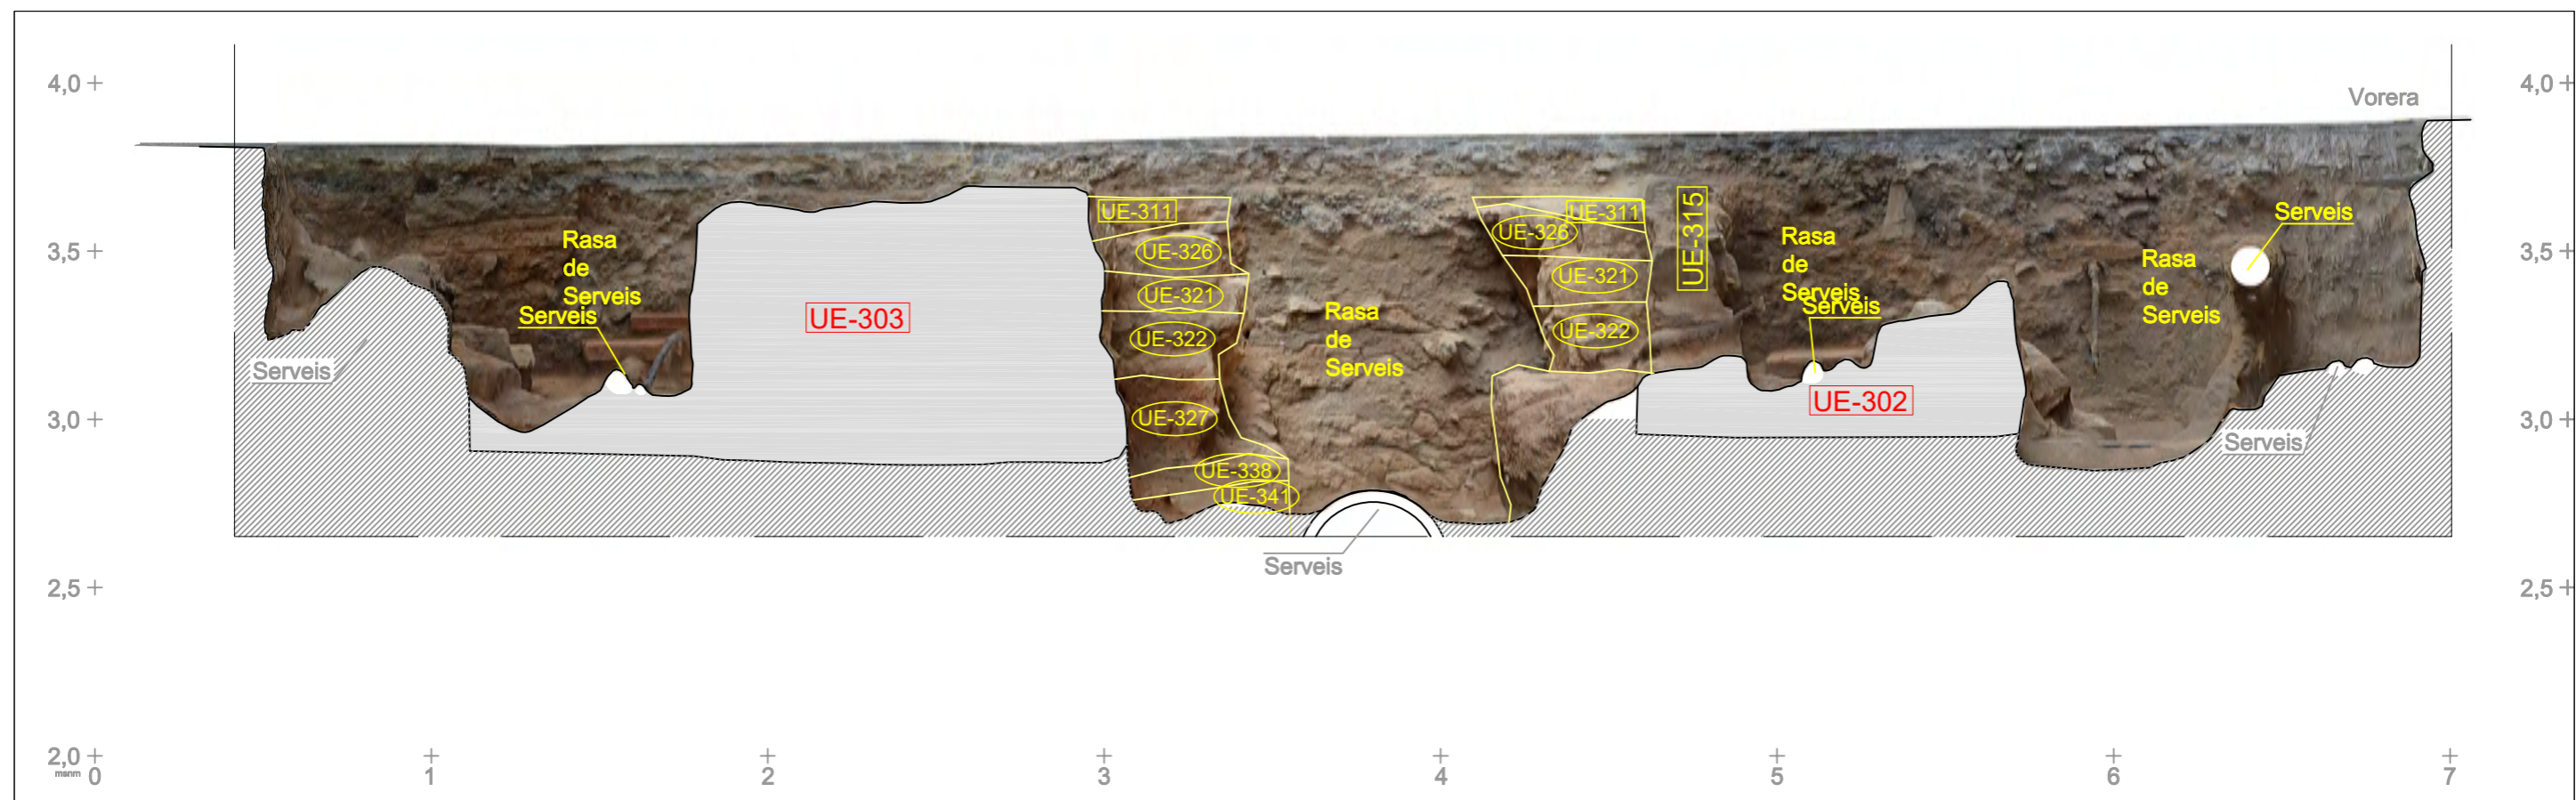 4,0
4,0
Vorera
3,5
3,5
3,0
3,0
2,5
2,5
2,0
msnm
0
1
2
3
4
5
6
7
Rasa
de
Serveis
Serveis
Serveis
UE-303
UE-311
UE-326
UE-321
UE-322
UE-327
UE-338
UE-341
Rasa
de
Serveis
Serveis
UE-311
UE-326
UE-321
UE-322
UE-315
Rasa
de
Serveis
Serveis
UE-302
Rasa
de
Serveis
Serveis
Serveis